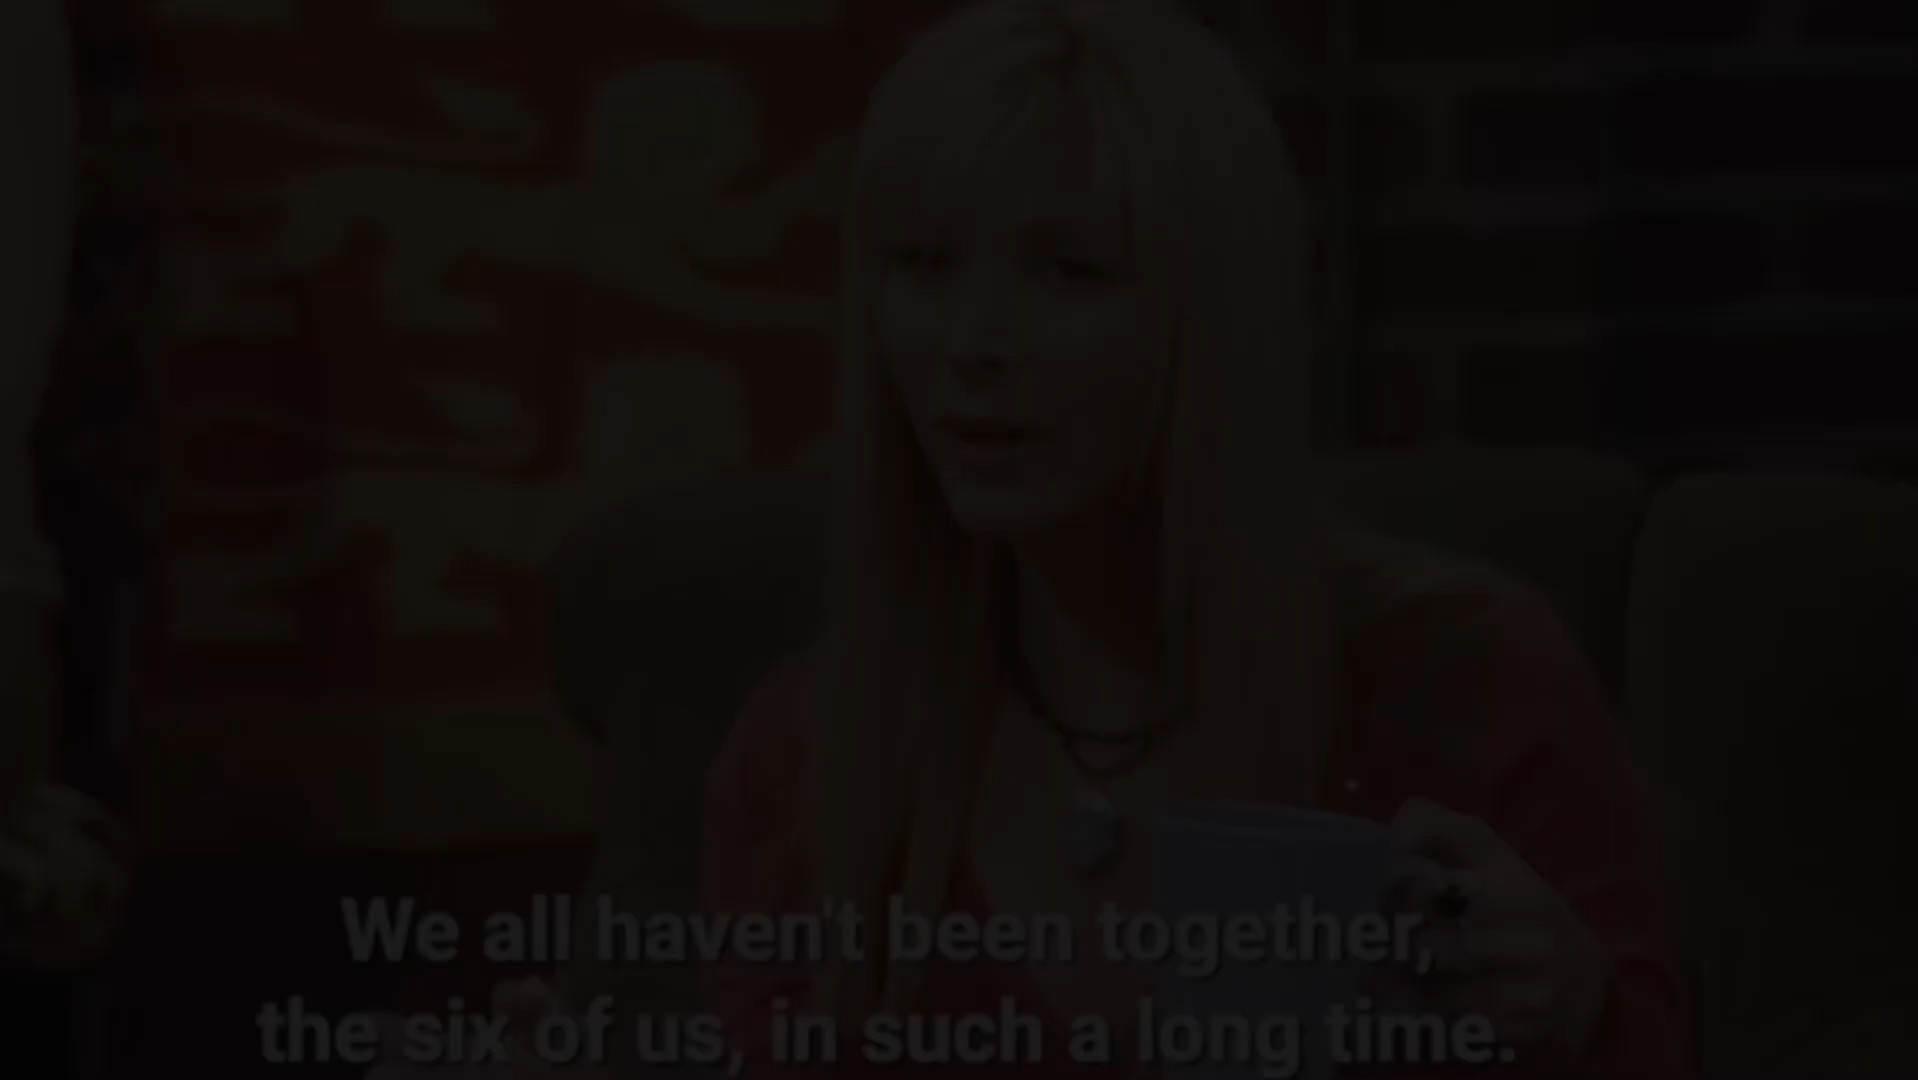 We all haven't been together,
the six of us, in such a long time.